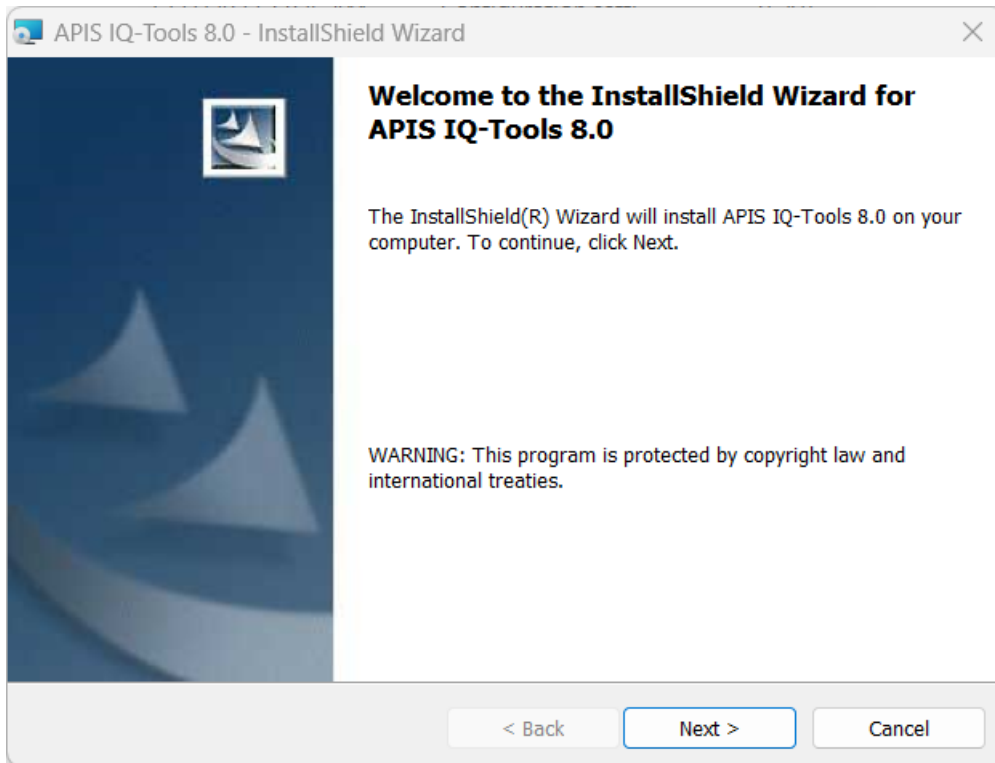 APIS IQ-Tools 8.0 - InstallShield Wizard
Welcome to the InstallShield Wizard for
APIS IQ-Tools 8.0
The InstallShield(R) Wizard will install APIS IQ-Tools 8.0 on your
computer. To continue, click Next.
WARNING: This program is protected by copyright law and
international treaties.
< Back
Next >
Cancel